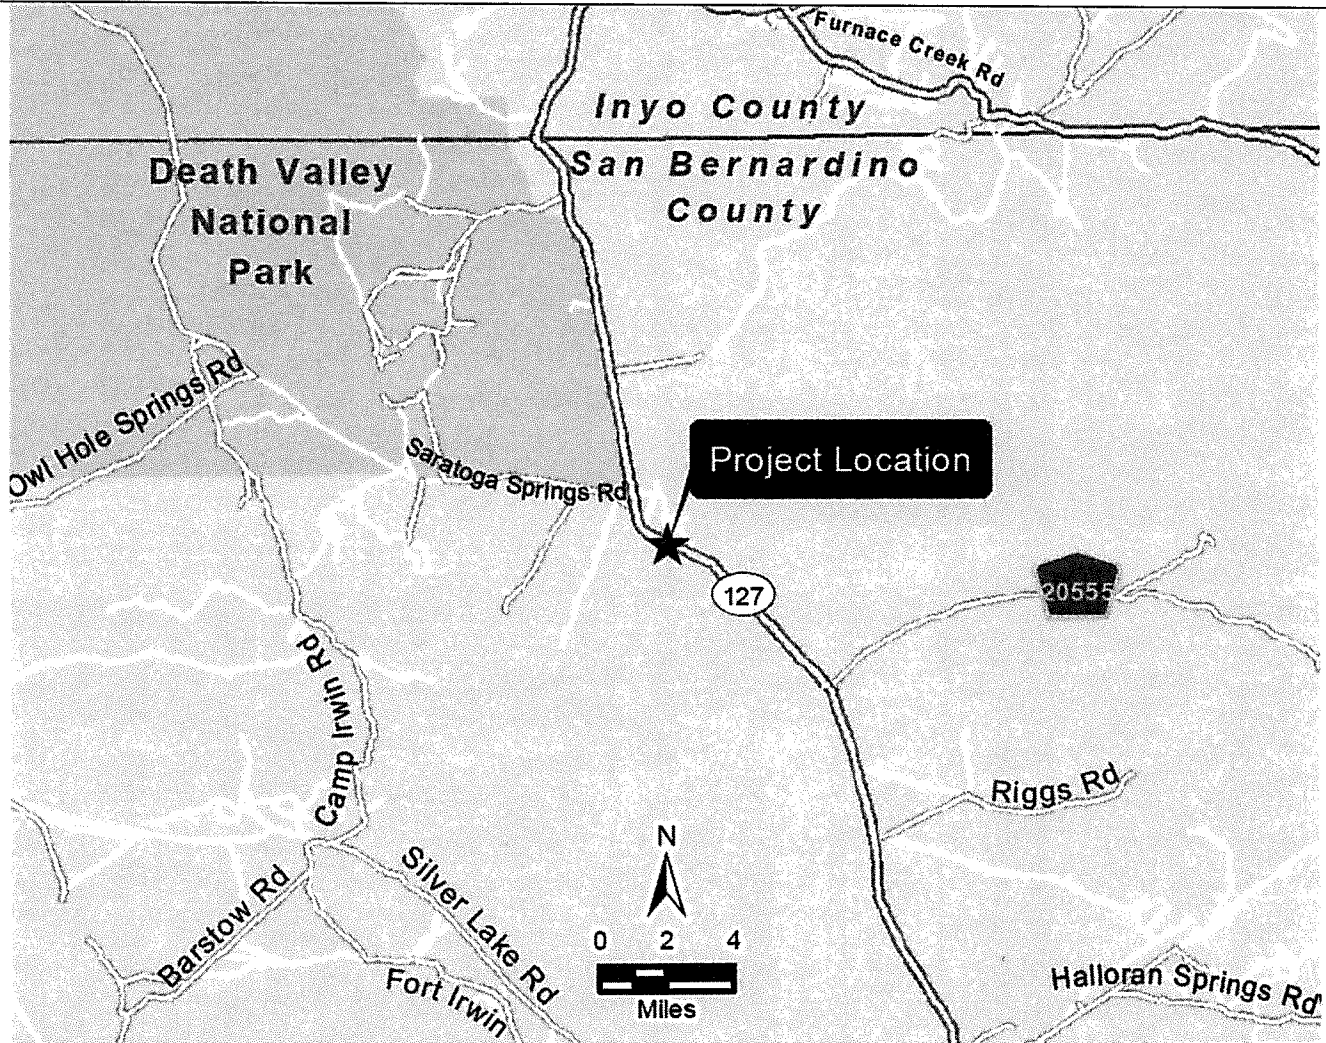 Furnace Creek Rd
Inyo County
San Bernardino
County
Death Valley
National
Park
Owl Hole Springs Rd
Saratoga Springs Rd
Project Location
127
20555
Camp Irwin Rd
Riggs Rd
N
Silver Lake Rd
Barstow Rd
0 2 4
Miles
Fort Irwin
Halloran Springs Rd